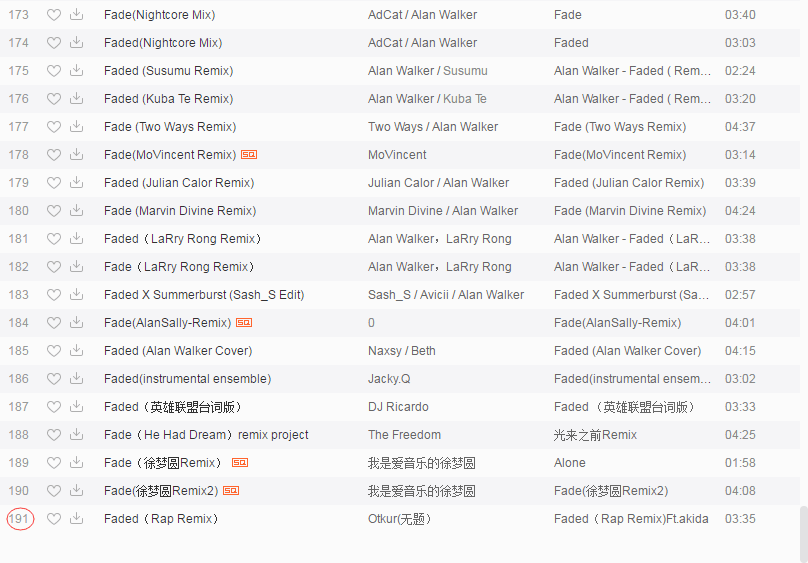 173 Fade(Nightcore Mix) AdCat / Alan Walker Fade 03:40
174 Faded(Nightcore Mix) AdCat / Alan Walker Faded 03:03
175 Faded (Susumu Remix) Alan Walker / Susumu Alan Walker - Faded ( Rem... 02:24
176 Faded (Kuba Te Remix) Alan Walker / Kuba Te Alan Walker - Faded ( Rem... 03:20
177 Fade (Two Ways Remix) Two Ways / Alan Walker Fade (Two Ways Remix) 04:37
178 Fade(MoVincent Remix) SQ MoVincent Fade(MoVincent Remix) 03:14
179 Faded (Julian Calor Remix) Julian Calor / Alan Walker Faded (Julian Calor Remix) 03:39
180 Fade (Marvin Divine Remix) Marvin Divine / Alan Walker Fade (Marvin Divine Remix) 04:24
181 Faded（LaRry Rong Remix） Alan Walker，LaRry Rong Alan Walker - Faded（LaR... 03:38
182 Fade（LaRry Rong Remix） Alan Walker，LaRry Rong Alan Walker - Faded（LaR... 03:38
183 Faded X Summerburst (Sash_S Edit) Sash_S / Avicii / Alan Walker Faded X Summerburst (Sa... 02:57
184 Fade(AlanSally-Remix) SQ 0 Fade(AlanSally-Remix) 04:01
185 Faded (Alan Walker Cover) Naxsy / Beth Faded (Alan Walker Cover) 04:15
186 Faded(instrumental ensemble) Jacky.Q Faded(instrumental ensem... 03:02
187 Faded（英雄联盟台词版） DJ Ricardo Faded（英雄联盟台词版） 03:33
188 Fade（He Had Dream）remix project The Freedom 光来之前Remix 04:25
189 Fade（徐梦圆Remix） SQ 我是爱音乐的徐梦圆 Alone 01:58
190 Fade(徐梦圆Remix2) SQ 我是爱音乐的徐梦圆 Fade(徐梦圆Remix2) 04:08
191 Faded（Rap Remix） Otkur(无题） Faded（Rap Remix)Ft.akida 03:35